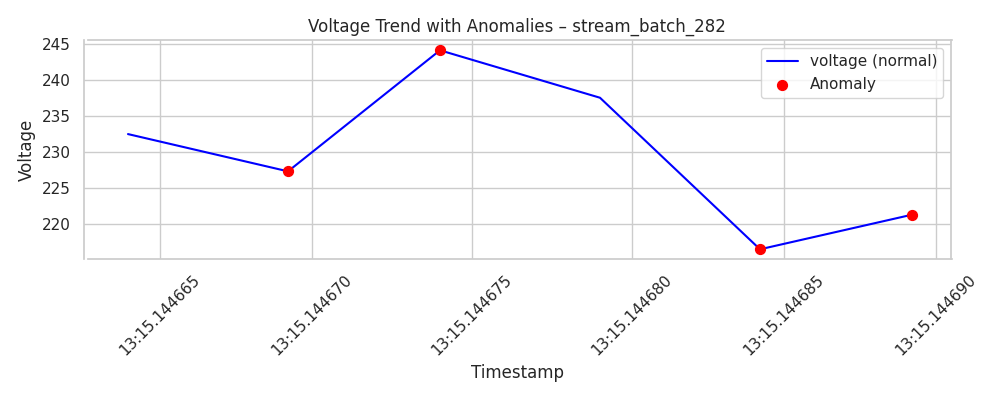 Voltage Trend with Anomalies – stream_batch_282
voltage (normal)
Anomaly
Voltage
245
240
235
230
225
220
13:15.144665
13:15.144670
13:15.144675
13:15.144680
13:15.144685
13:15.144690
Timestamp